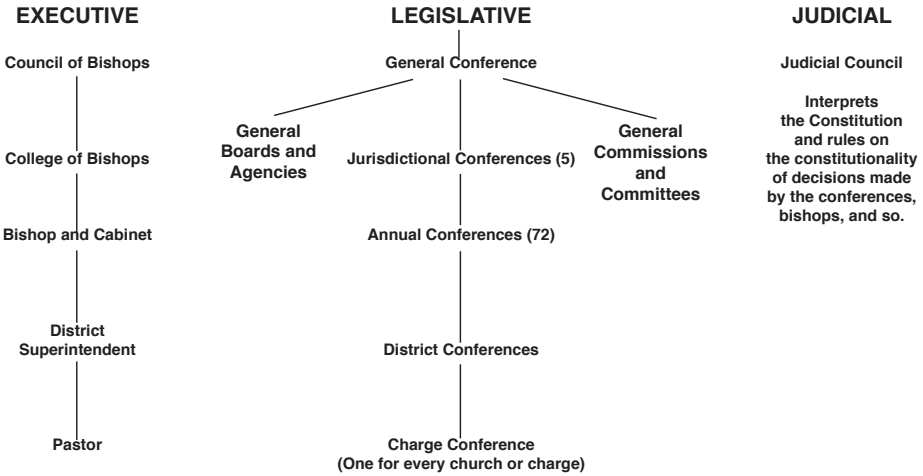 EXECUTIVE
Council of Bishops
College of Bishops
Bishop and Cabinet
District
Superintendent
Pastor
LEGISLATIVE
General Conference
General
Boards and
Agencies
Jurisdictional Conferences (5)
General
Commissions
and
Committees
Annual Conferences (72)
District Conferences
Charge Conference
(One for every church or charge)
JUDICIAL
Judicial Council
Interprets
the Constitution
and rules on
the constitutionality
of decisions made
by the conferences,
bishops, and so.